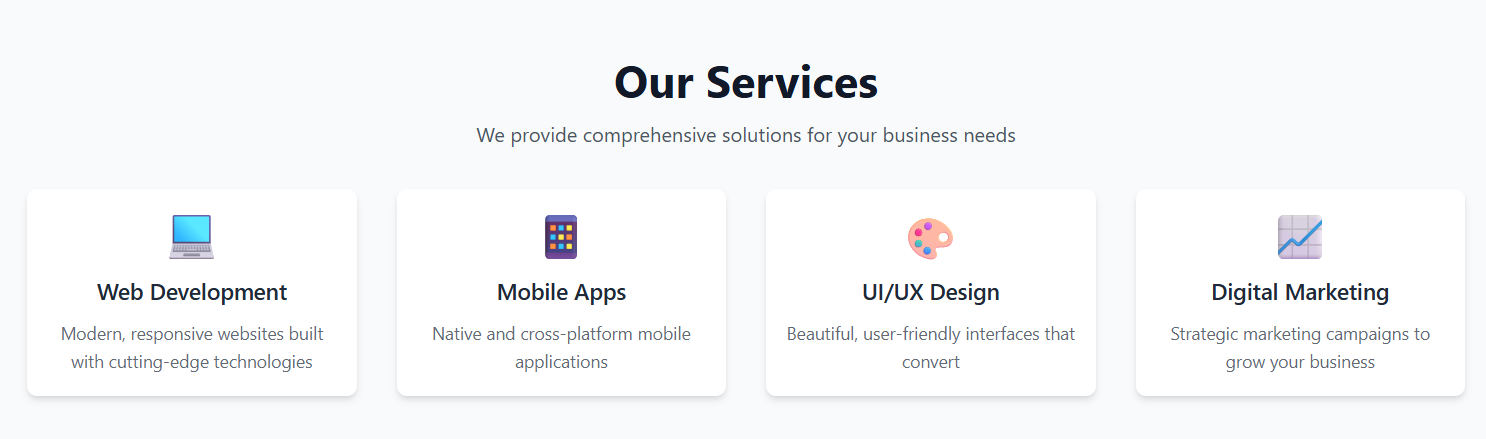 Our Services
We provide comprehensive solutions for your business needs
Web Development
Modern, responsive websites built
with cutting-edge technologies
Mobile Apps
Native and cross-platform mobile
applications
UI/UX Design
Beautiful, user-friendly interfaces that
convert
Digital Marketing
Strategic marketing campaigns to
grow your business